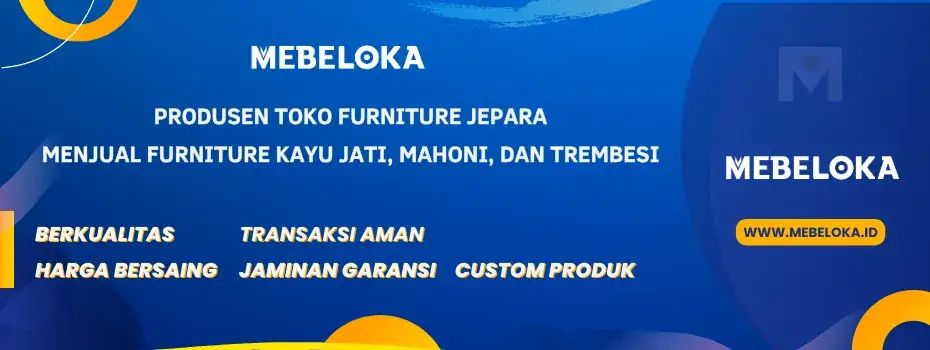 MEBELOKA
PRODUSEN TOKO FURNITURE JEPARA
MENJUAL FURNITURE KAYU JATI, MAHONI, DAN TREMBESI
BERKUALITAS TRANSAKSI AMAN
HARGA BERSAING JAMINAN GARANSI CUSTOM PRODUK
M
MEBELOKA
WWW.MEBELOKA.ID